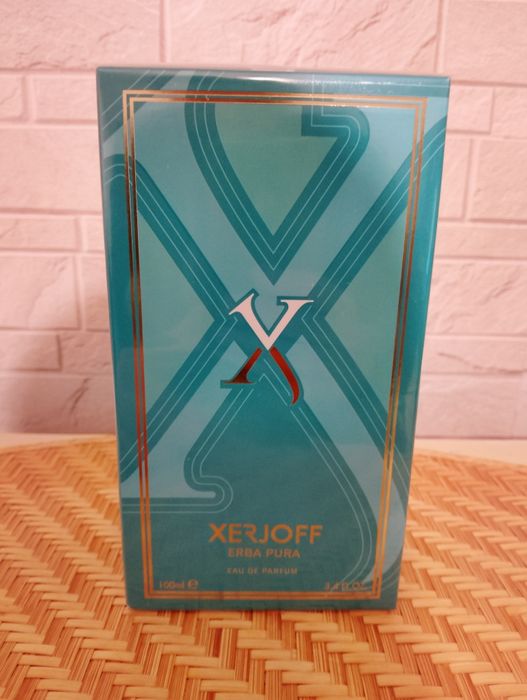 X
XERJOFF
ERBA PURA
EAU DE PARFUM
100ml ℮ 3.4 FL.OZ